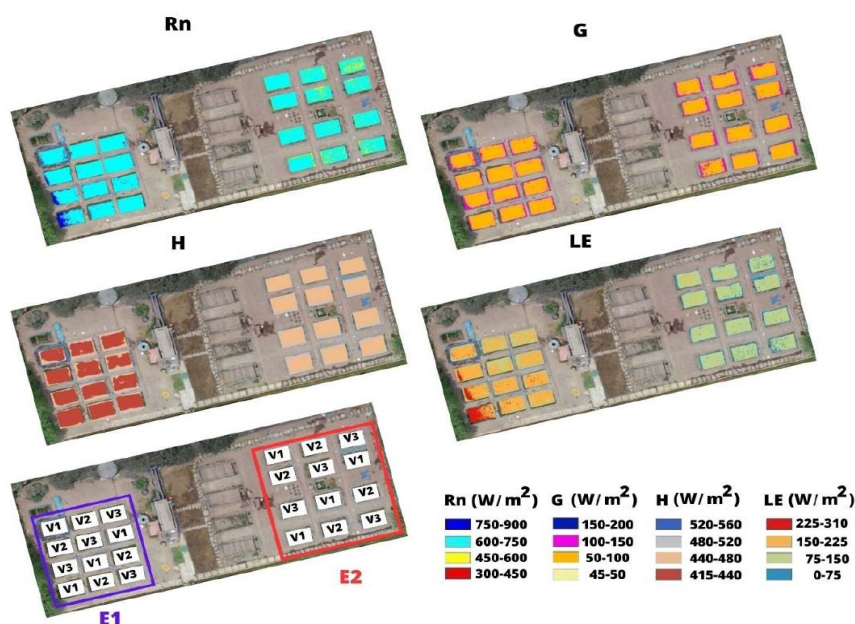 Rn
G
H
LE
V1 V2 V3
V2 V3 V1
V3 V1 V2
V1 V2 V3
E1
V1 V2 V3
V2 V3 V1
V3 V1 V2
V1 V2 V3
E2
Rn (W/m²) G (W/m²) H (W/m²) LE (W/m²)
750-900 150-200 520-560 225-310
600-750 100-150 480-520 150-225
450-600 50-100 440-480 75-150
300-450 45-50 415-440 0-75